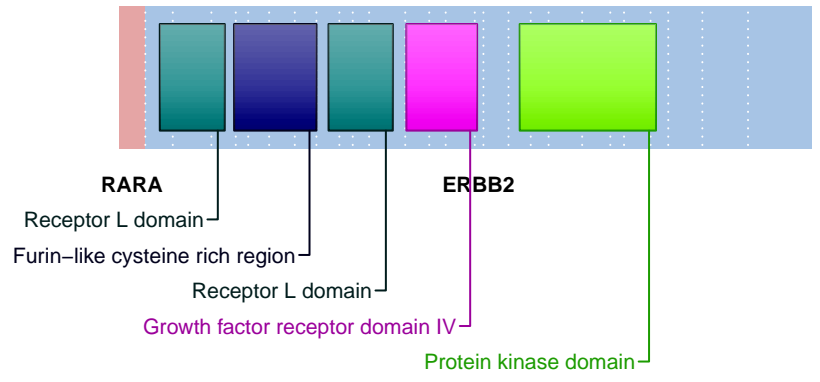 RARA ERBB2
Receptor L domain
Furin−like cysteine rich region
Receptor L domain
Growth factor receptor domain IV
Protein kinase domain